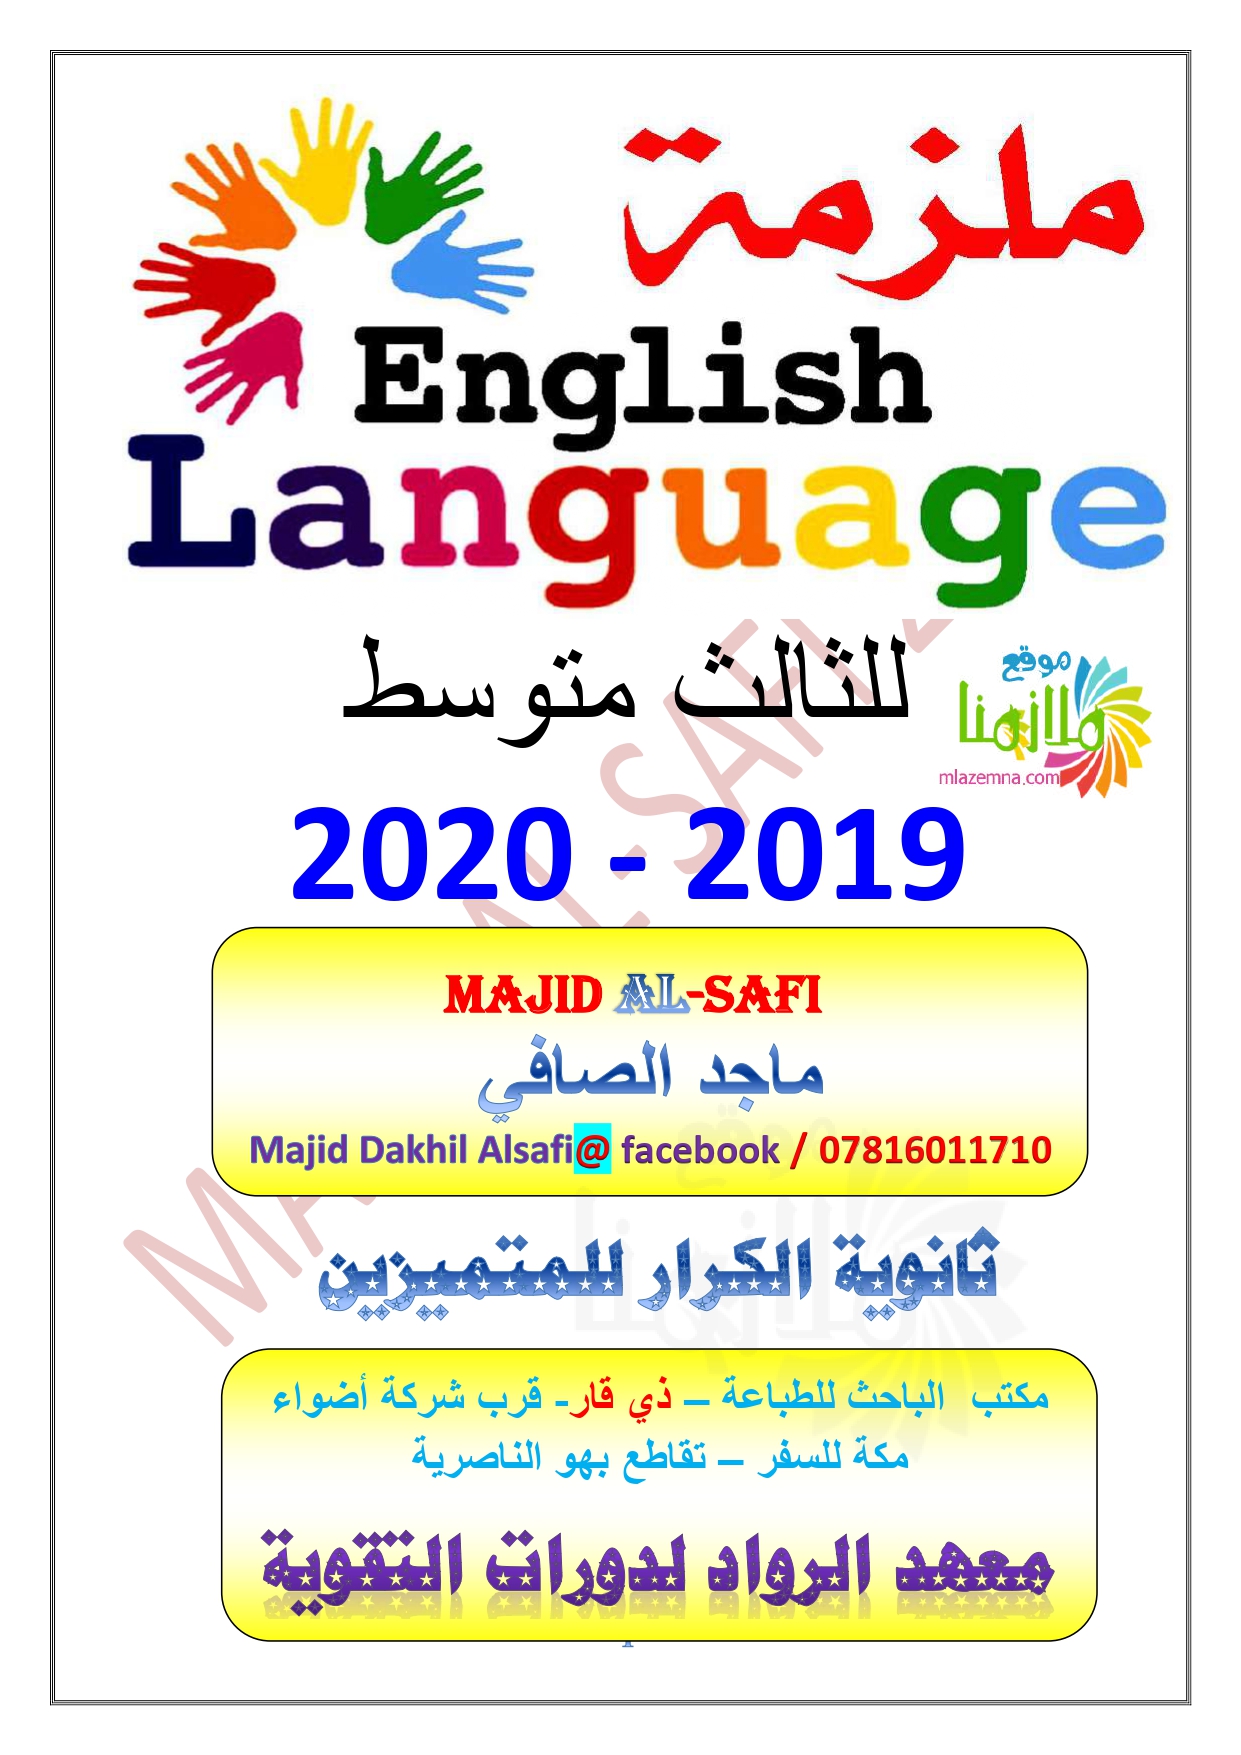 ملزمة
English
Language
للثالث متوسط
موقع
ملازمنا
mlazemna.com
2020 - 2019
MAJID AL-SAFI
ماجد الصافي
Majid Dakhil Alsafi@ facebook / 07816011710
ثانوية الكرار للمتميزين
مكتب الباحث للطباعة – ذي قار- قرب شركة أضواء
مكة للسفر – تقاطع بهو الناصرية
معهد الرواد لدورات التقوية